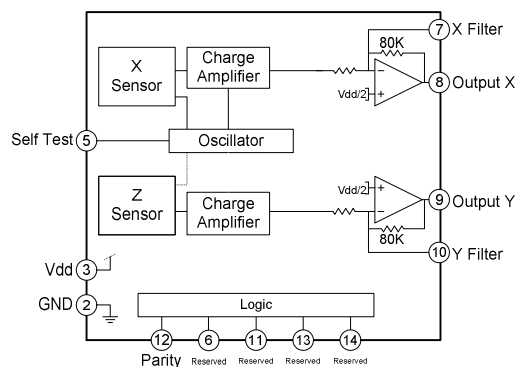 7 X Filter
80K
X Sensor
Charge Amplifier
−
Vdd/2
+
8 Output X
Self Test 5
Oscillator
Z Sensor
Charge Amplifier
Vdd/2
+
−
9 Output Y
80K
10 Y Filter
Vdd 3
GND 2
Logic
12 6 11 13 14
Parity Reserved Reserved Reserved Reserved